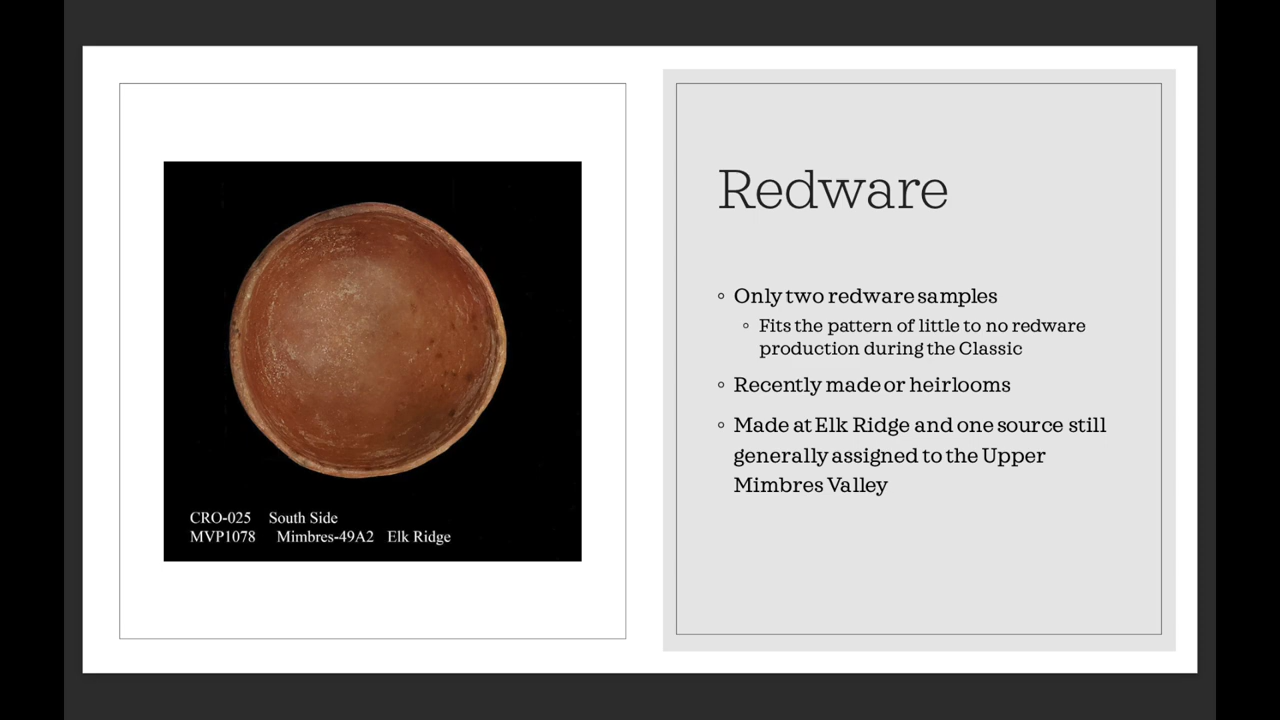 Redware
Only two redware samples
Fits the pattern of little to no redware
production during the Classic
Recently made or heirlooms
Made at Elk Ridge and one source still
generally assigned to the Upper
Mimbres Valley
CRO-025 South Side
MVP1078 Mimbres-49A2 Elk Ridge